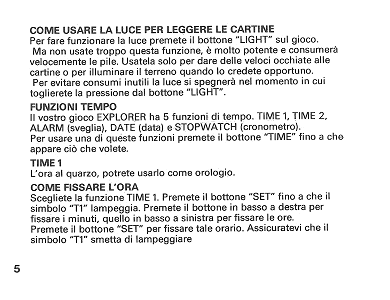 COME USARE LA LUCE PER LEGGERE LE CARTINE
Per fare funzionare la luce premete il bottone "LIGHT" sul gioco.
Ma non usate troppo questa funzione, è molto potente e consumerà
velocemente le pile. Usatela solo per dare delle veloci occhiate alle
cartine o per illuminare il terreno quando lo credete opportuno.
Per evitare consumi inutili la luce si spegnerà nel momento in cui
toglierete la pressione dal bottone "LIGHT".
FUNZIONI TEMPO
Il vostro gioco EXPLORER ha 5 funzioni di tempo. TIME 1, TIME 2,
ALARM (sveglia), DATE (data) e STOPWATCH (cronometro).
Per usare una di queste funzioni premete il bottone "TIME" fino a che
appare ciò che volete.
TIME 1
L'ora al quarzo, potrete usarlo come orologio.
COME FISSARE L'ORA
Scegliete la funzione TIME 1. Premete il bottone "SET" fino a che il
simbolo "T1" lampeggia. Premete il bottone in basso a destra per
fissare i minuti, quello in basso a sinistra per fissare le ore.
Premete il bottone "SET" per fissare tale orario. Assicuratevi che il
simbolo "T1" smetta di lampeggiare
5